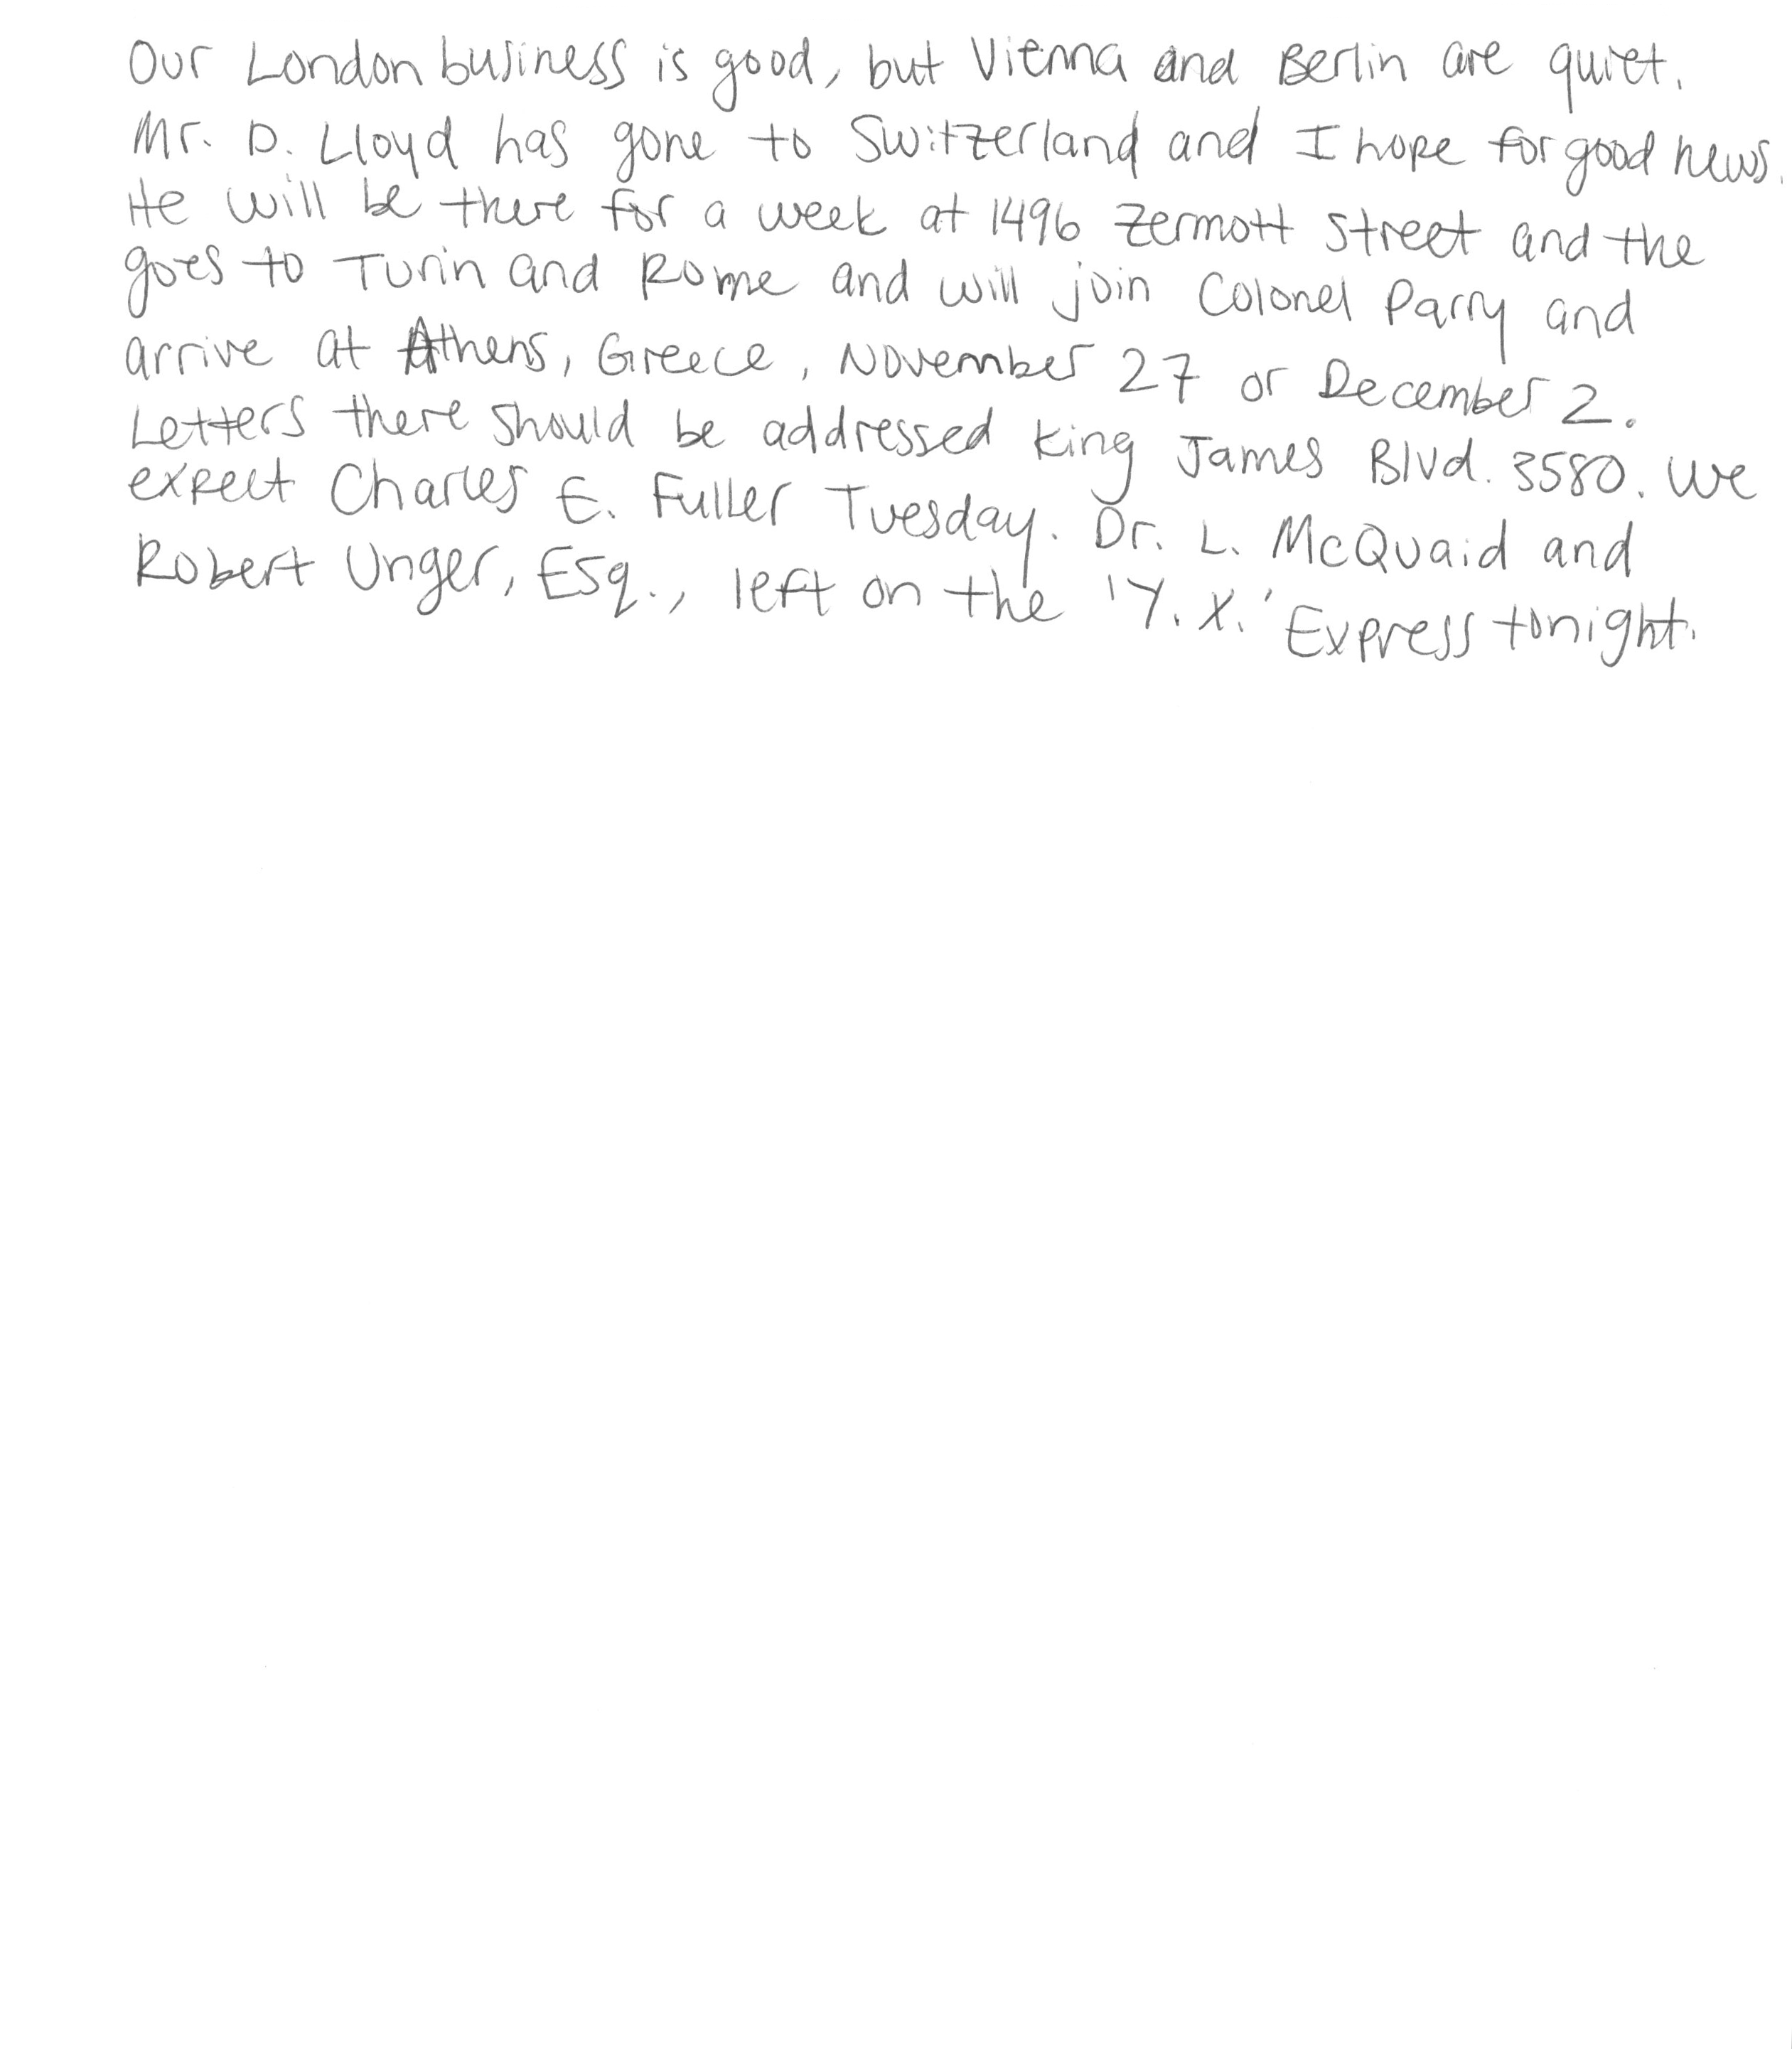 Our London business is good, but Vienna and Berlin are quiet.
Mr. D. Lloyd has gone to Switzerland and I hope for good news.
He will be there for a week at 1496 Zermott street and the
goes to Turin and Rome and will join Colonel Parry and
arrive at Athens, Greece, November 27 or December 2.
Letters there should be addressed King James Blvd. 3580. We
expect Charles E. Fuller Tuesday. Dr. L. McQuaid and
Robert Unger, Esq., left on the 'Y.X.' Express tonight.